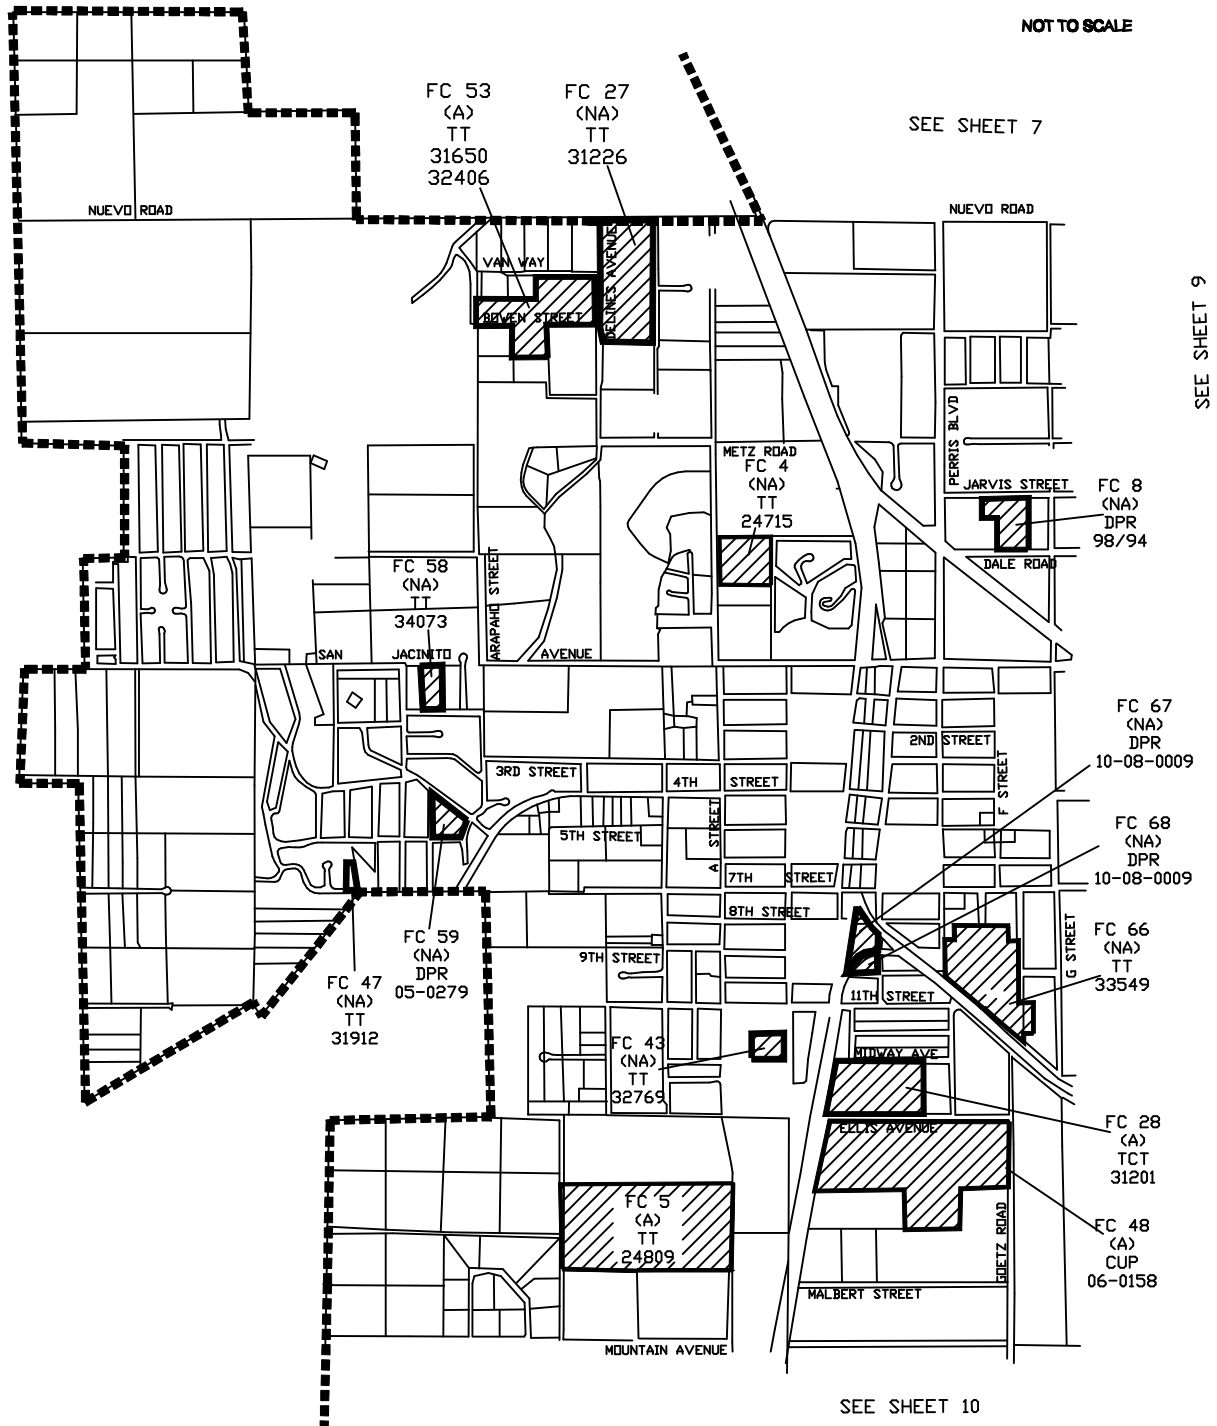 NOT TO SCALE
FC 53
(A)
TT
31650
32406
FC 27
(NA)
TT
31226
SEE SHEET 7
NUEVO ROAD
NUEVO ROAD
SEE SHEET 9
VAN WAY
DELINES AVENUE
BOWEN STREET
PERRIS BLVD
METZ ROAD
FC 4
(NA)
TT
24715
JARVIS STREET
FC 8
(NA)
DPR
98/94
DALE ROAD
FC 58
(NA)
TT
34073
ARAPAHO STREET
SAN JACINITO AVENUE
FC 67
(NA)
DPR
10-08-0009
2ND STREET
F STREET
3RD STREET
4TH STREET
A STREET
5TH STREET
FC 68
(NA)
DPR
10-08-0009
7TH STREET
8TH STREET
G STREET
FC 66
(NA)
TT
33549
FC 59
(NA)
DPR
05-0279
9TH STREET
FC 47
(NA)
TT
31912
11TH STREET
FC 43
(NA)
TT
32769
MIDWAY AVE
ELLIS AVENUE
FC 28
(A)
TCT
31201
FC 5
(A)
TT
24809
GOETZ ROAD
FC 48
(A)
CUP
06-0158
MALBERT STREET
MOUNTAIN AVENUE
SEE SHEET 10